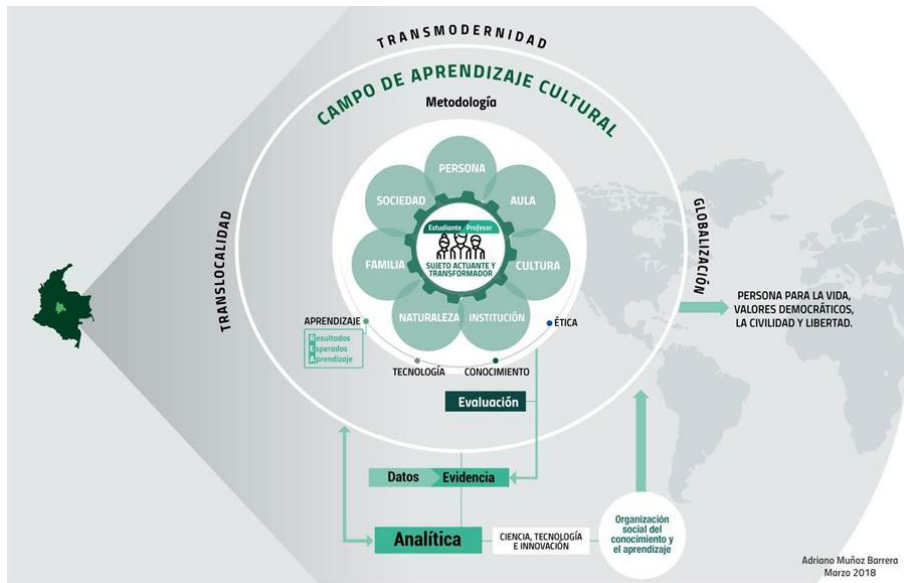 TRANSMODERNIDAD
CAMPO DE APRENDIZAJE CULTURAL
Metodología
PERSONA
SOCIEDAD
AULA
Estudiante Profesor
SUJETO ACTUANTE Y
TRANSFORMADOR
FAMILIA
CULTURA
NATURALEZA
INSTITUCIÓN
TRANSLOCALIDAD
GLOBALIZACIÓN
PERSONA PARA LA VIDA,
VALORES DEMOCRÁTICOS,
LA CIVILIDAD Y LIBERTAD.
APRENDIZAJE
Resultados
Esperados
Aprendizaje
ÉTICA
TECNOLOGÍA
CONOCIMIENTO
Evaluación
Datos
Evidencia
Analítica
CIENCIA, TECNOLOGÍA
E INNOVACIÓN
Organización
social del
conocimiento y
el aprendizaje
Adriano Muñoz Barrera
Marzo 2018